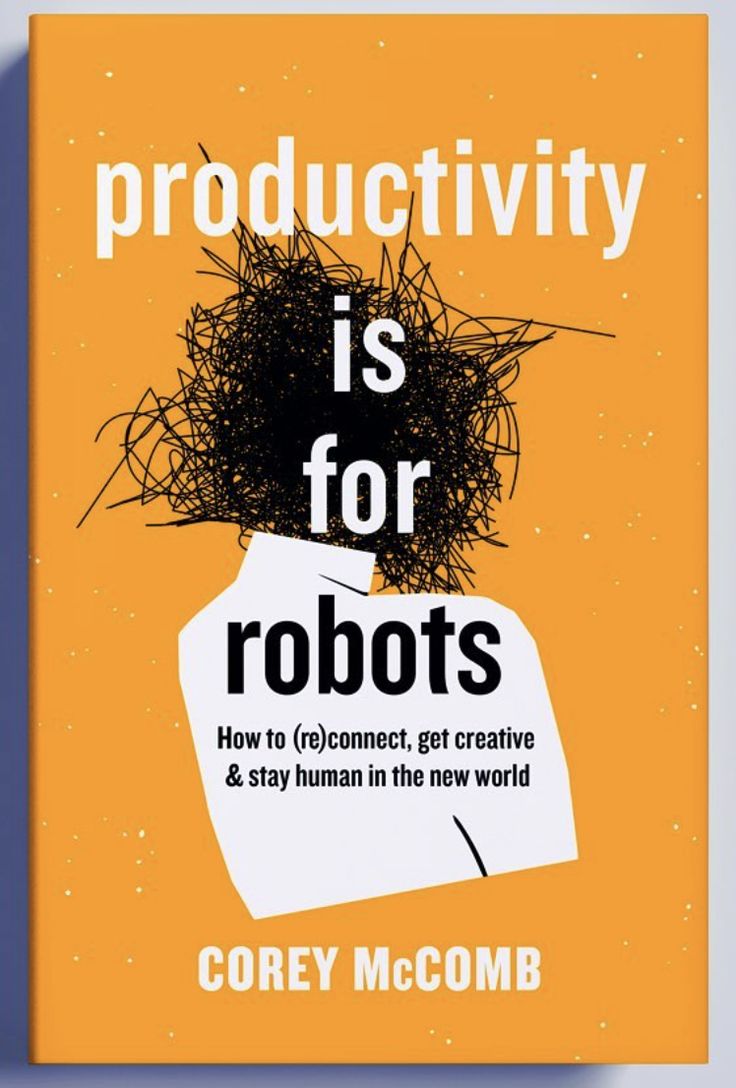 productivity
is
for
robots
How to (re)connect, get creative
& stay human in the new world
COREY McCOMB